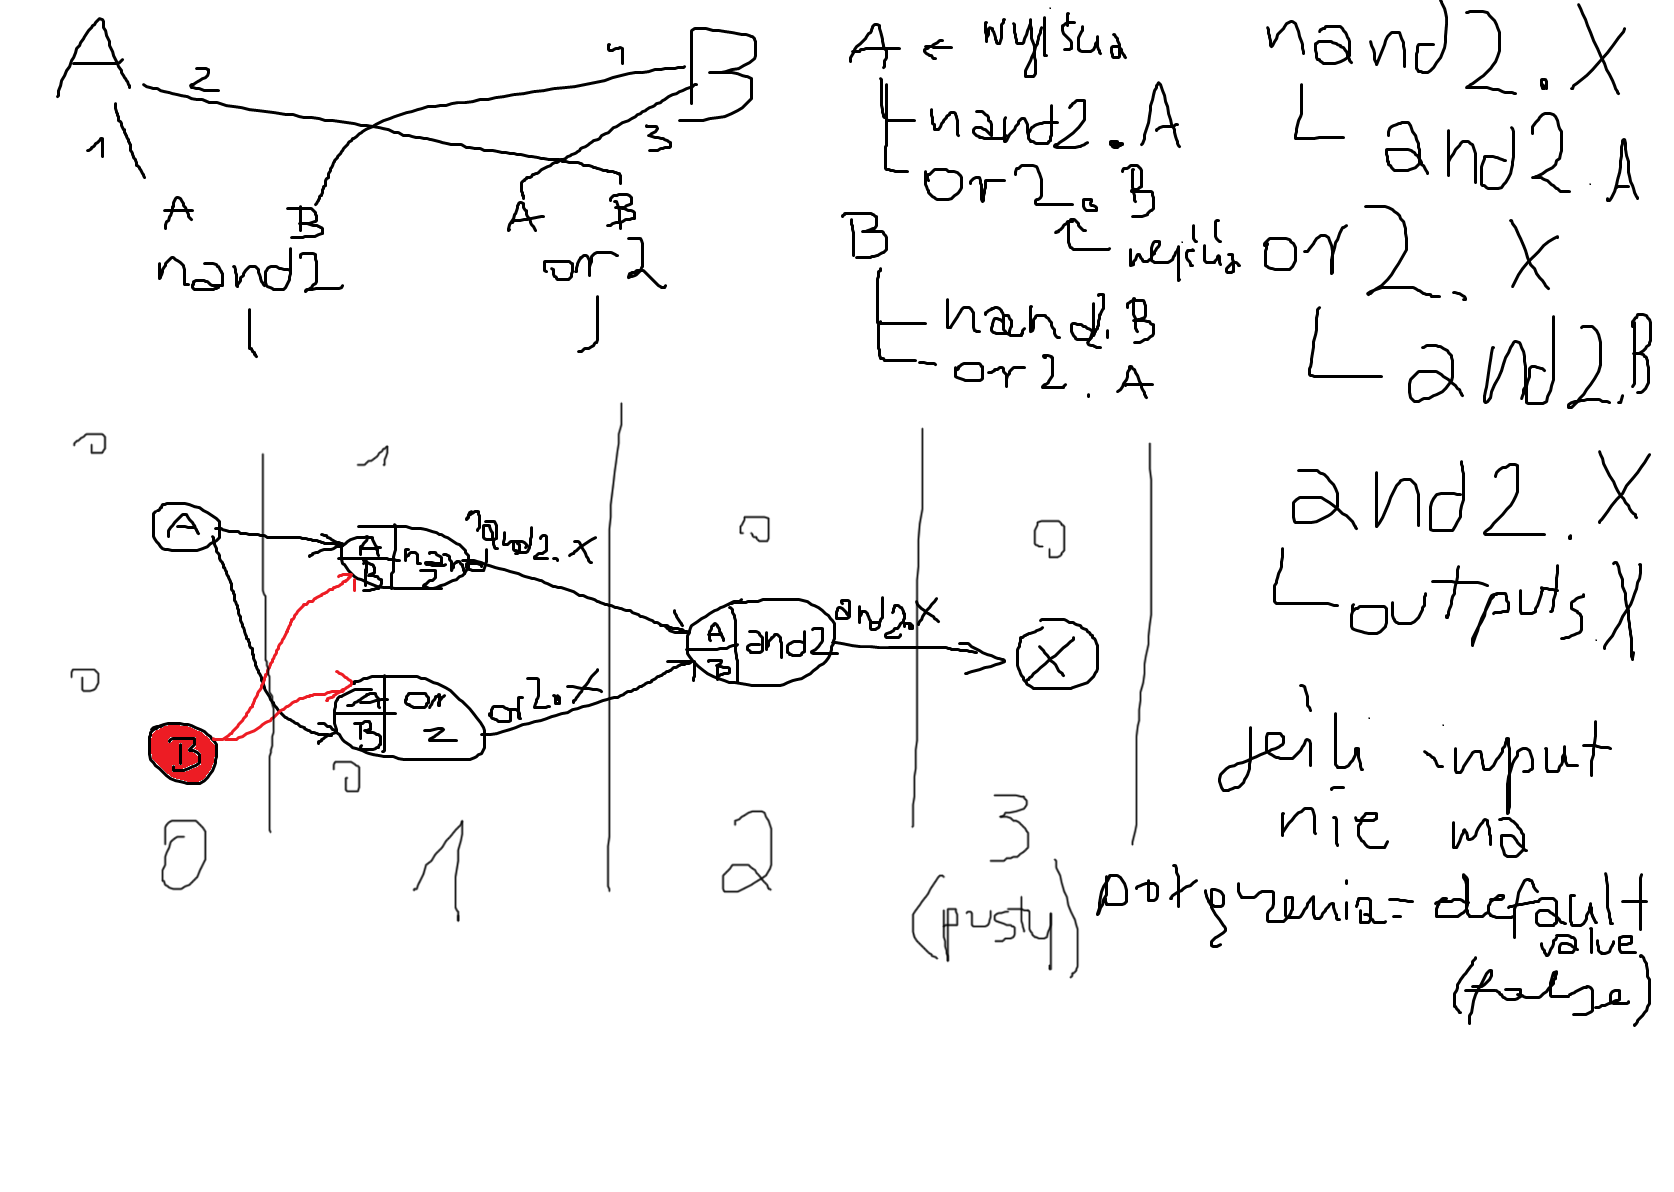 A
2
4
B
1
3
A
B
A
B
nand2
or2
A ← wyjścia
nand2.A
or2.B
B
wejścia
nand2.B
or2.A
nand2.X
and2.A
or2.X
and2.B
and2.X
outputs.X
0
1
0
0
A
A
B
nand
2
nand2.X
A
B
and2
and2.X
X
0
B
A
B
or
2
or2.X
0
0
1
2
3
(pusty)
jeśli input
nie ma
połączenia = default
value
(false)